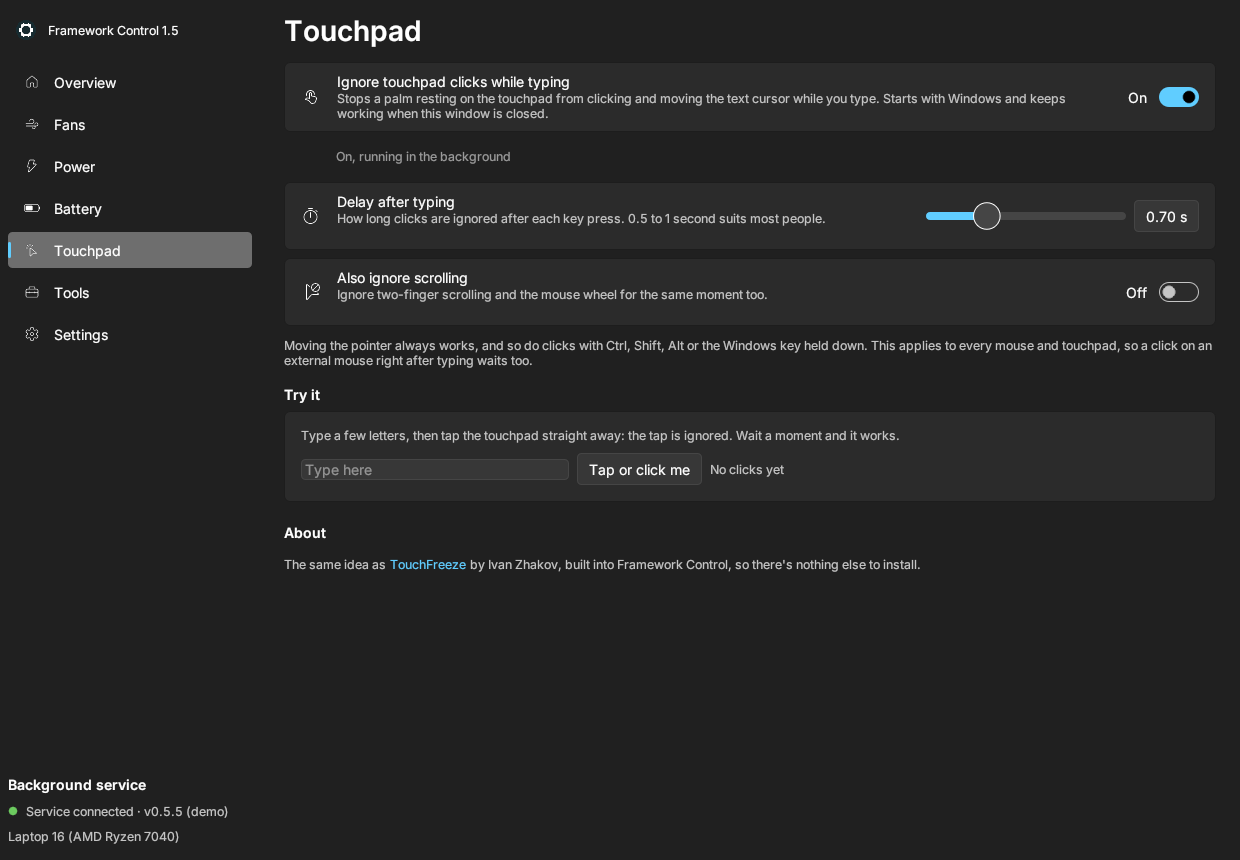 Framework Control 1.5
Overview
Fans
Power
Battery
Touchpad
Tools
Settings
Background service
Service connected · v0.5.5 (demo)
Laptop 16 (AMD Ryzen 7040)
Touchpad
Ignore touchpad clicks while typing
Stops a palm resting on the touchpad from clicking and moving the text cursor while you type. Starts with Windows and keeps
working when this window is closed.
On
On, running in the background
Delay after typing
How long clicks are ignored after each key press. 0.5 to 1 second suits most people.
0.70 s
Also ignore scrolling
Ignore two-finger scrolling and the mouse wheel for the same moment too.
Off
Moving the pointer always works, and so do clicks with Ctrl, Shift, Alt or the Windows key held down. This applies to every mouse and touchpad, so a click on an
external mouse right after typing waits too.
Try it
Type a few letters, then tap the touchpad straight away: the tap is ignored. Wait a moment and it works.
Type here
Tap or click me
No clicks yet
About
The same idea as TouchFreeze by Ivan Zhakov, built into Framework Control, so there's nothing else to install.